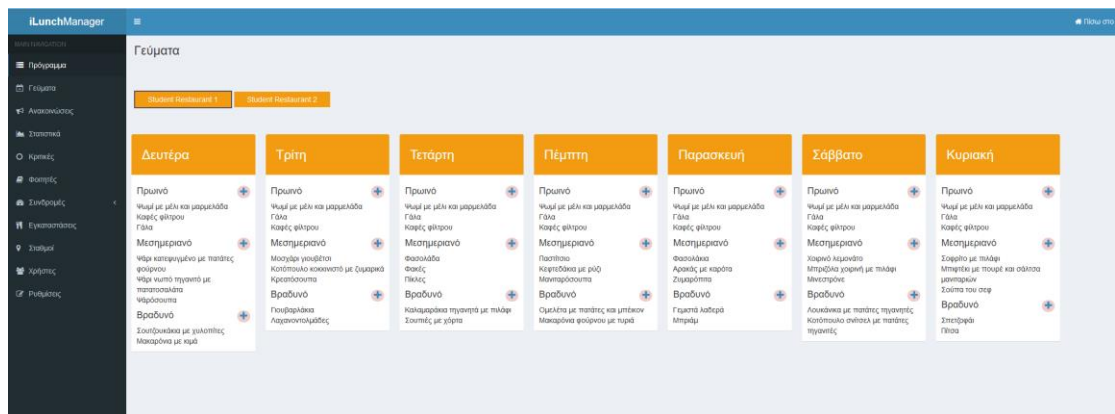 iLunchManager
Πίσω στο
MAIN NAVIGATION
Πρόγραμμα
Γεύματα
Ανακοινώσεις
Στατιστικά
Κριτικές
Φοιτητές
Συνδρομές
Εγκαταστάσεις
Σταθμοί
Χρήστες
Ρυθμίσεις
Γεύματα
Student Restaurant 1
Student Restaurant 2
Δευτέρα
Πρωινό
Ψωμί με μέλι και μαρμελάδα
Καφές φίλτρου
Γάλα
Μεσημεριανό
Ψάρι κατεψυγμένο με πατάτες
φούρνου
Ψάρι νωπό τηγανιτό με
πατατοσαλάτα
Ψαρόσουπα
Βραδυνό
Σουτζουκάκια με χυλοπίτες
Μακαρόνια με κιμά
Τρίτη
Πρωινό
Ψωμί με μέλι και μαρμελάδα
Γάλα
Καφές φίλτρου
Μεσημεριανό
Μοσχάρι γιουβέτσι
Κοτόπουλο κοκκινιστό με ζυμαρικά
Κρεατόσουπα
Βραδυνό
Γιουβαρλάκια
Λαχανοντολμάδες
Τετάρτη
Πρωινό
Ψωμί με μέλι και μαρμελάδα
Γάλα
Καφές φίλτρου
Μεσημεριανό
Φασολάδα
Φακές
Πίκλες
Βραδυνό
Καλαμαράκια τηγανητά με πιλάφι
Σουπιές με χόρτα
Πέμπτη
Πρωινό
Ψωμί με μέλι και μαρμελάδα
Γάλα
Καφές φίλτρου
Μεσημεριανό
Παστίτσιο
Κεφτεδάκια με ρύζι
Μανιταρόσουπα
Βραδυνό
Ομελέτα με πατάτες και μπέικον
Μακαρόνια φούρνου με τυριά
Παρασκευή
Πρωινό
Ψωμί με μέλι και μαρμελάδα
Γάλα
Καφές φίλτρου
Μεσημεριανό
Φασολάκια
Αρακάς με καρότα
Ζυμαρόπιτα
Βραδυνό
Γεμιστά λαδερά
Μπριάμ
Σάββατο
Πρωινό
Ψωμί με μέλι και μαρμελάδα
Γάλα
Καφές φίλτρου
Μεσημεριανό
Χοιρινό λεμονάτο
Μπριζόλα χοιρινή με πιλάφι
Μινεστρόνε
Βραδυνό
Λουκάνικα με πατάτες τηγανητές
Κοτόπουλο σνίτσελ με πατάτες
τηγανιτές
Κυριακή
Πρωινό
Ψωμί με μέλι και μαρμελάδα
Γάλα
Καφές φίλτρου
Μεσημεριανό
Σοφρίτο με πιλάφι
Μπιφτέκι με πουρέ και σάλτσα
μανιταριών
Σούπα του σεφ
Βραδυνό
Σπετζοφάι
Πίτσα